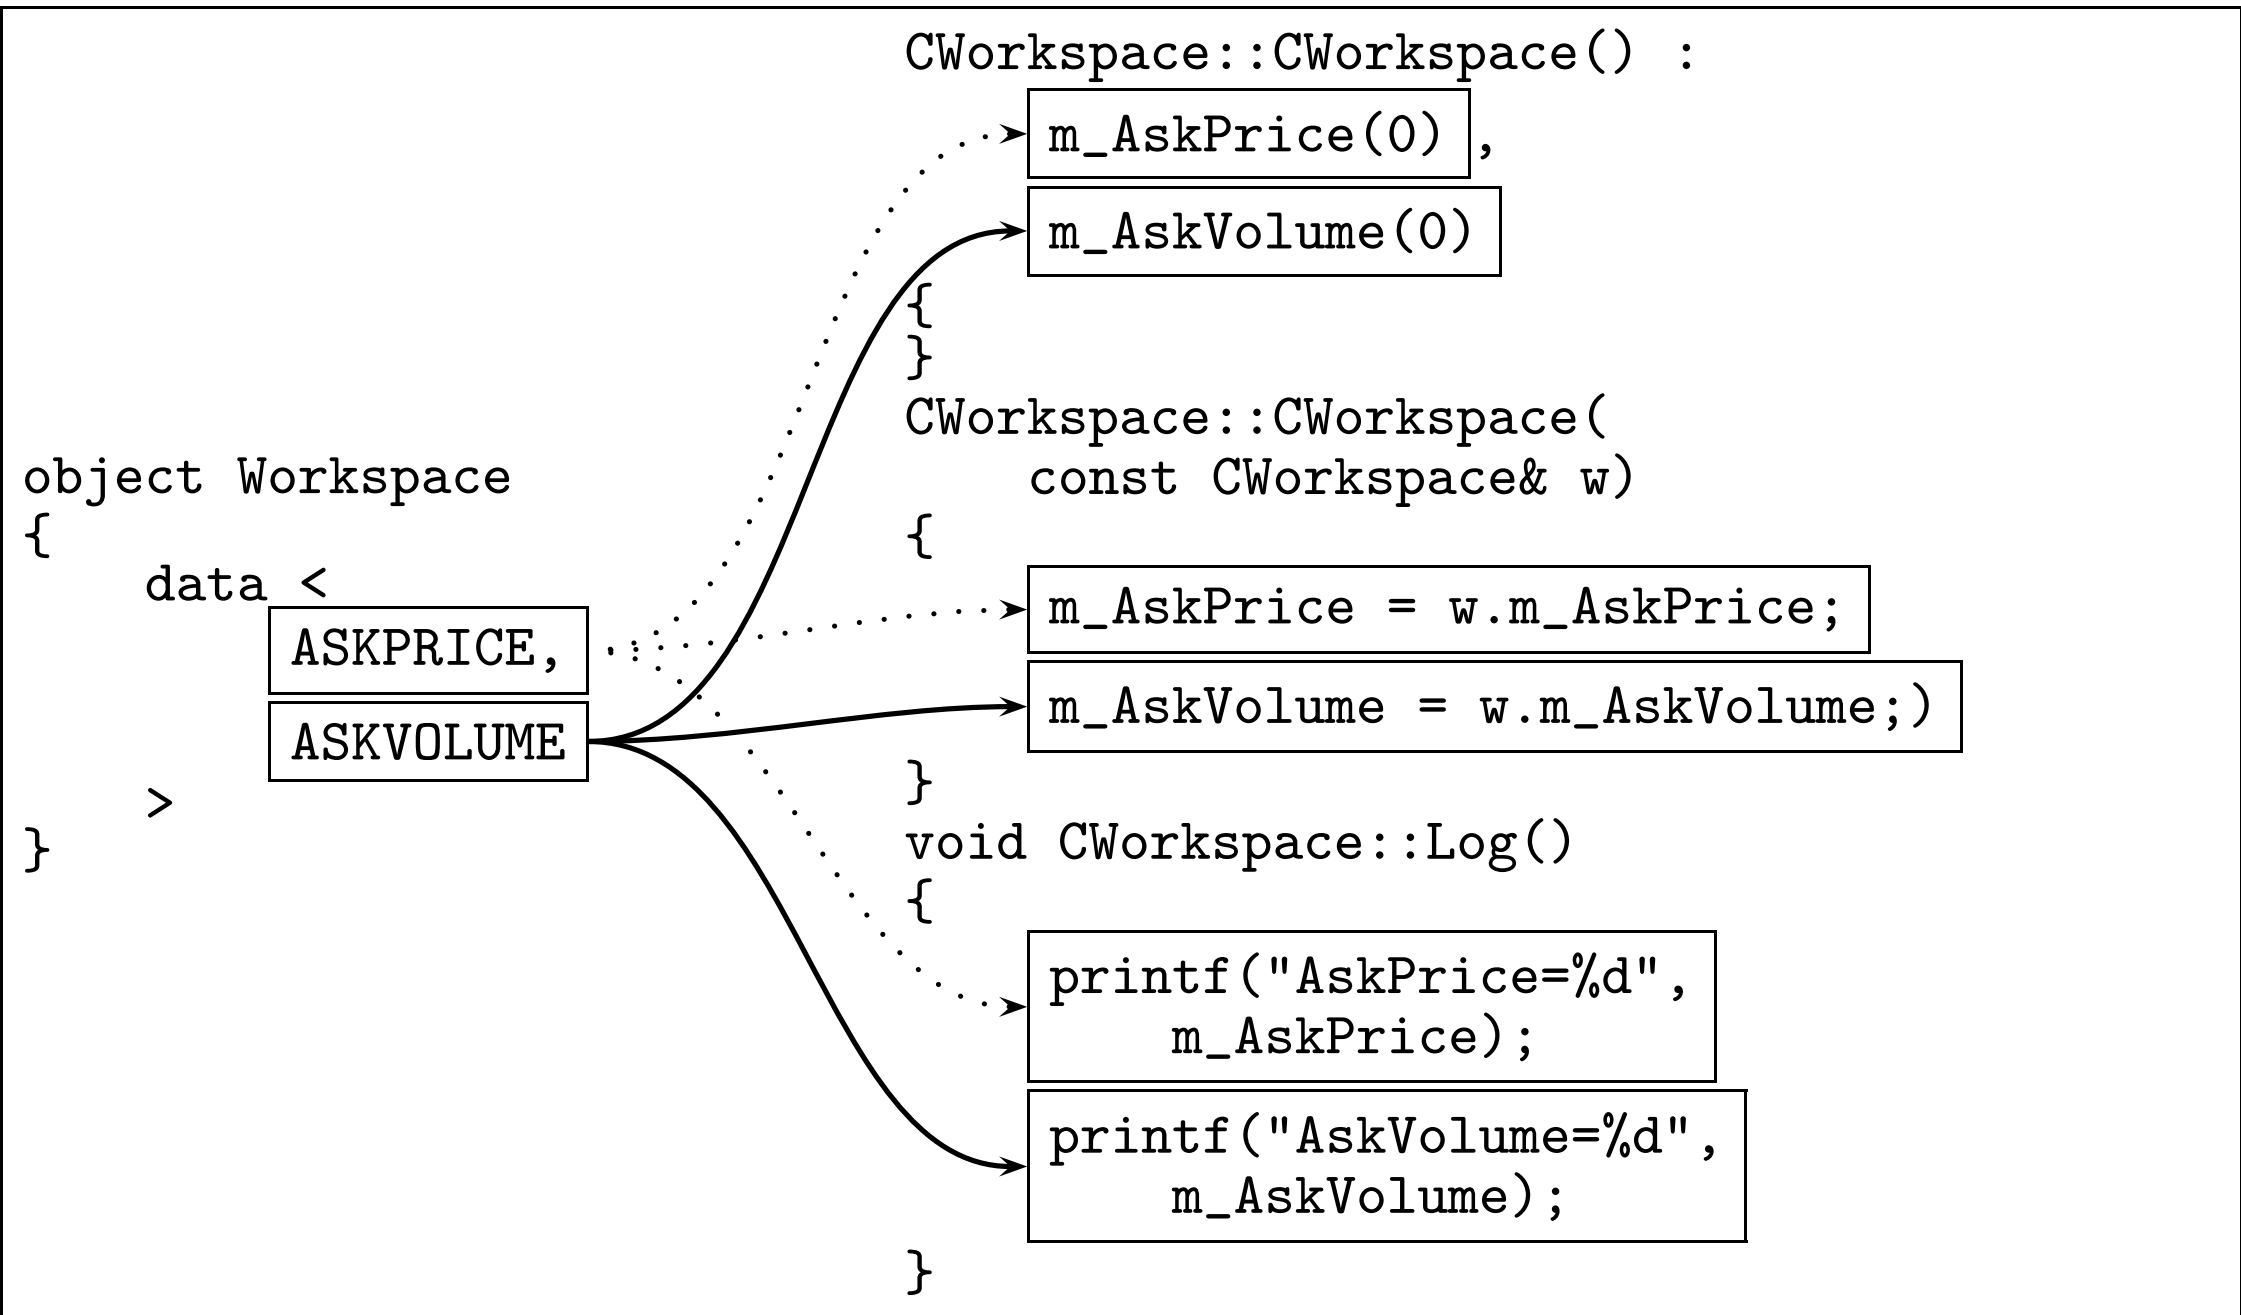 object Workspace
{
    data <
        ASKPRICE,
        ASKVOLUME
    >
}
CWorkspace::CWorkspace() :
    m_AskPrice(0) ,
    m_AskVolume(0)
{
}
CWorkspace::CWorkspace(
    const CWorkspace& w)
{
    m_AskPrice = w.m_AskPrice;
    m_AskVolume = w.m_AskVolume;)
}
void CWorkspace::Log()
{
    printf("AskPrice=%d",
        m_AskPrice);
    printf("AskVolume=%d",
        m_AskVolume);
}